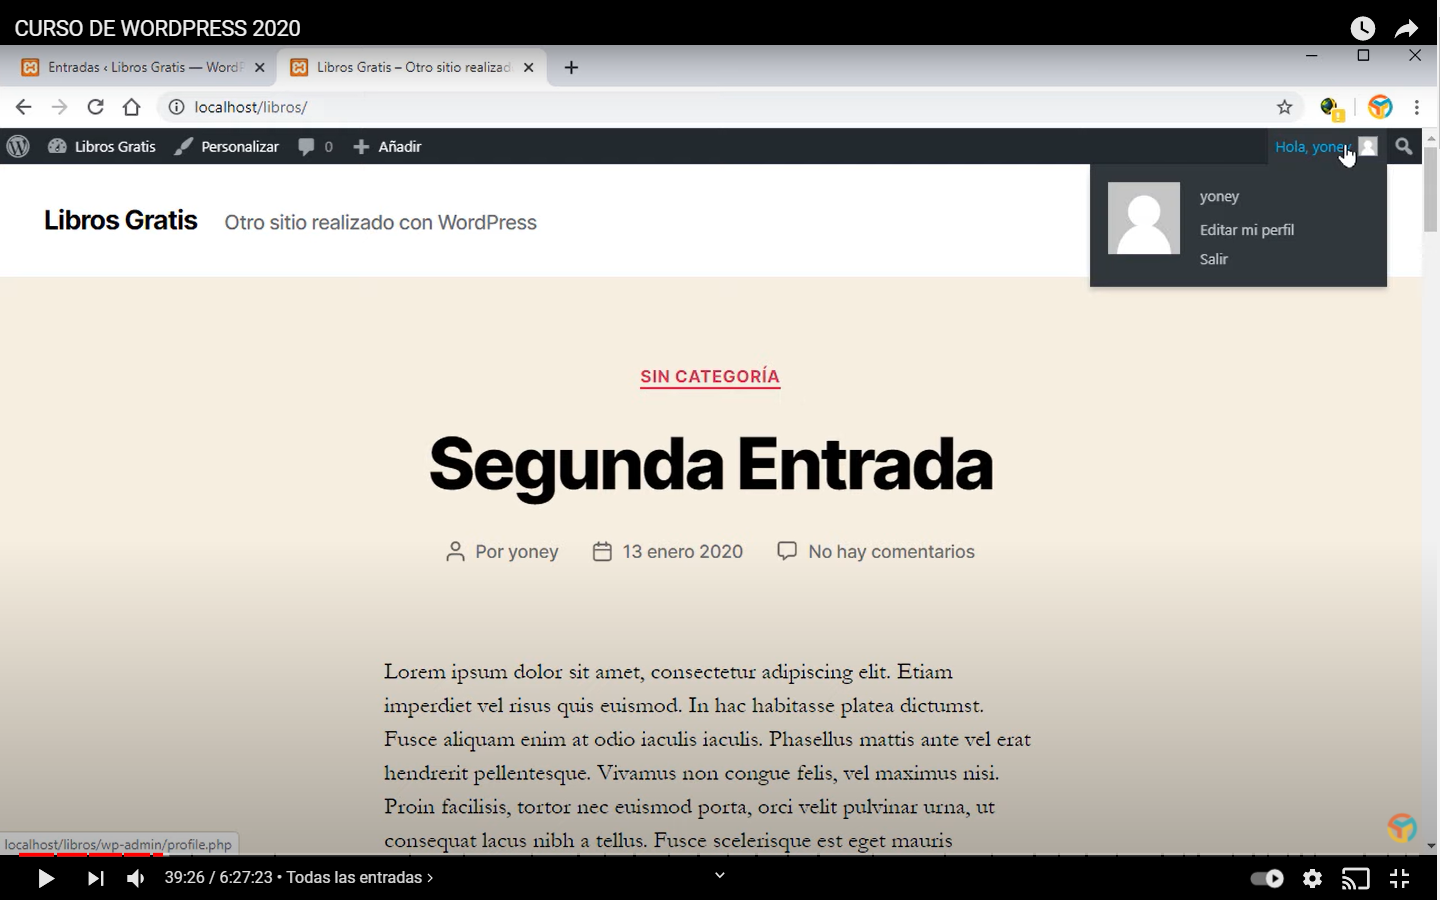 CURSO DE WORDPRESS 2020
Entradas ‹ Libros Gratis — WordP
Libros Gratis – Otro sitio realizad
localhost/libros/
Libros Gratis
Personalizar
0
Añadir
Hola, yoney
yoney
Editar mi perfil
Salir
Libros Gratis
Otro sitio realizado con WordPress
SIN CATEGORÍA
Segunda Entrada
Por yoney
13 enero 2020
No hay comentarios
Lorem ipsum dolor sit amet, consectetur adipiscing elit. Etiam
imperdiet vel risus quis euismod. In hac habitasse platea dictumst.
Fusce aliquam enim at odio iaculis iaculis. Phasellus mattis ante vel erat
hendrerit pellentesque. Vivamus non congue felis, vel maximus nisi.
Proin facilisis, tortor nec euismod porta, orci velit pulvinar urna, ut
consequat lacus nibh a tellus. Fusce scelerisque est eget mauris
localhost/libros/wp-admin/profile.php
39:26 / 6:27:23 • Todas las entradas ›